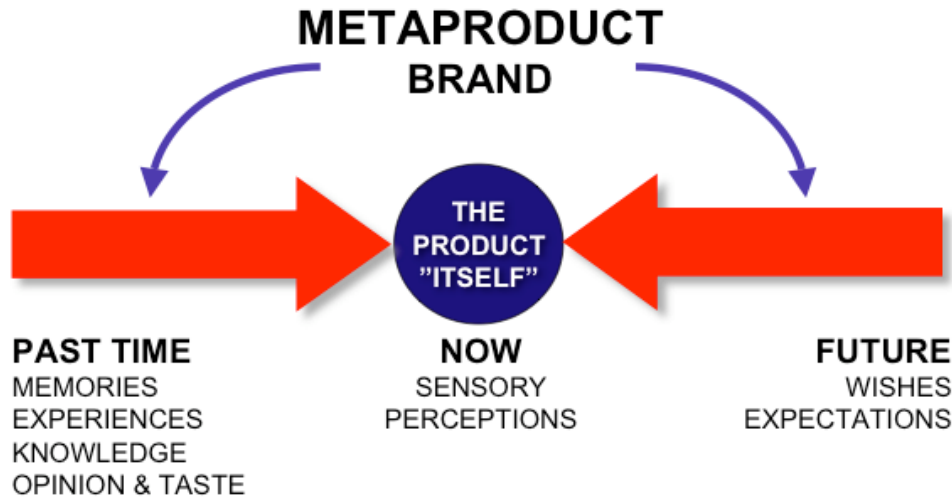 METAPRODUCT
BRAND
THE
PRODUCT
”ITSELF”
PAST TIME
MEMORIES
EXPERIENCES
KNOWLEDGE
OPINION & TASTE
NOW
SENSORY
PERCEPTIONS
FUTURE
WISHES
EXPECTATIONS